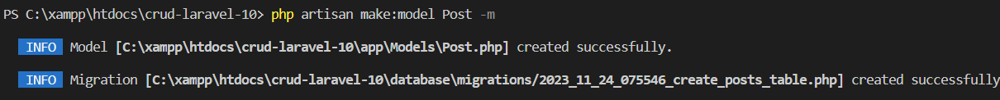 PS C:\xampp\htdocs\crud-laravel-10> php artisan make:model Post -m
INFO Model [C:\xampp\htdocs\crud-laravel-10\app\Models\Post.php] created successfully.
INFO Migration [C:\xampp\htdocs\crud-laravel-10\database\migrations/2023_11_24_075546_create_posts_table.php] created successfully